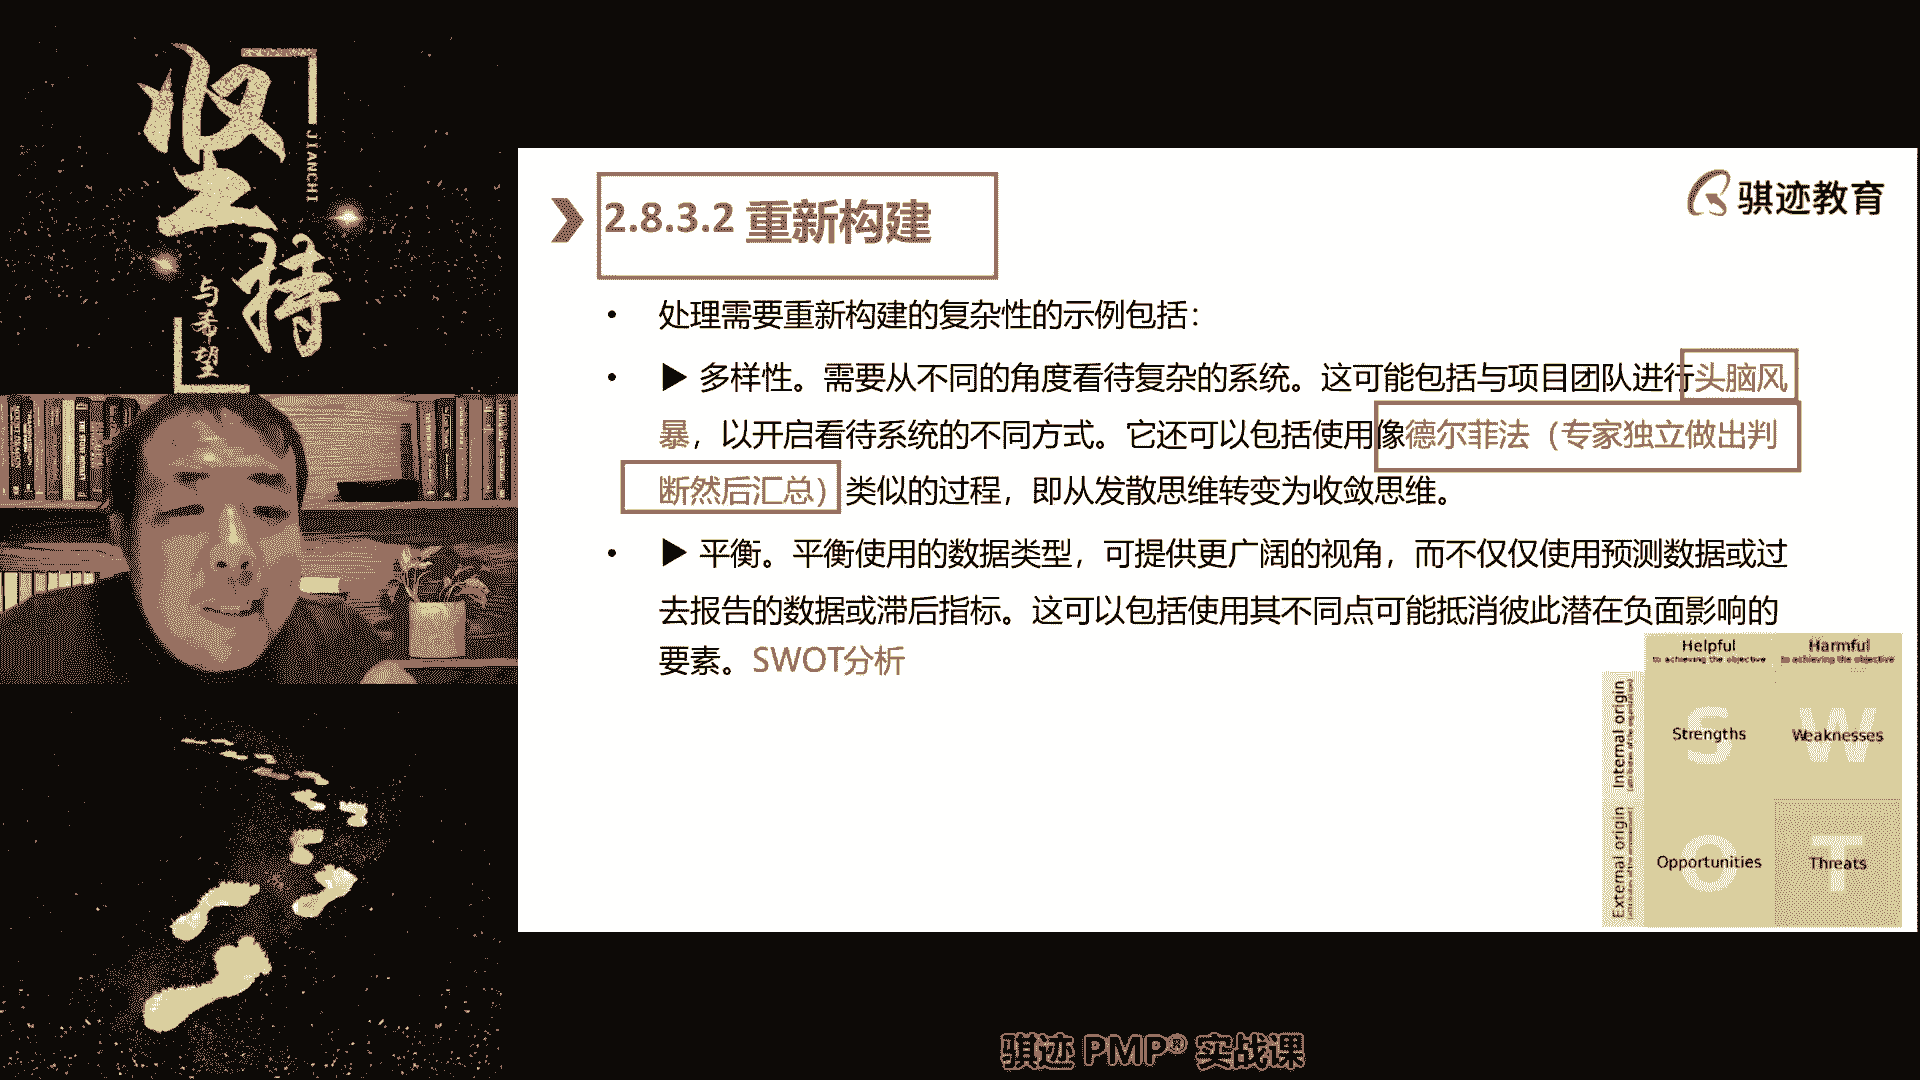 坚持
JIANCHI
与希望
2.8.3.2 重新构建
骐迹教育
• 处理需要重新构建的复杂性的示例包括：
• ▶ 多样性。需要从不同的角度看待复杂的系统。这可能包括与项目团队进行头脑风
暴，以开启看待系统的不同方式。它还可以包括使用像德尔菲法（专家独立做出判
断然后汇总）类似的过程，即从发散思维转变为收敛思维。
• ▶ 平衡。平衡使用的数据类型，可提供更广阔的视角，而不仅仅使用预测数据或过
去报告的数据或滞后指标。这可以包括使用其不同点可能抵消彼此潜在负面影响的
要素。SWOT分析
Helpful
to achieving the objective
Harmful
to achieving the objective
Internal origin
S
Strengths
W
Weaknesses
External origin
O
Opportunities
T
Threats
骐迹 PMP® 实战课